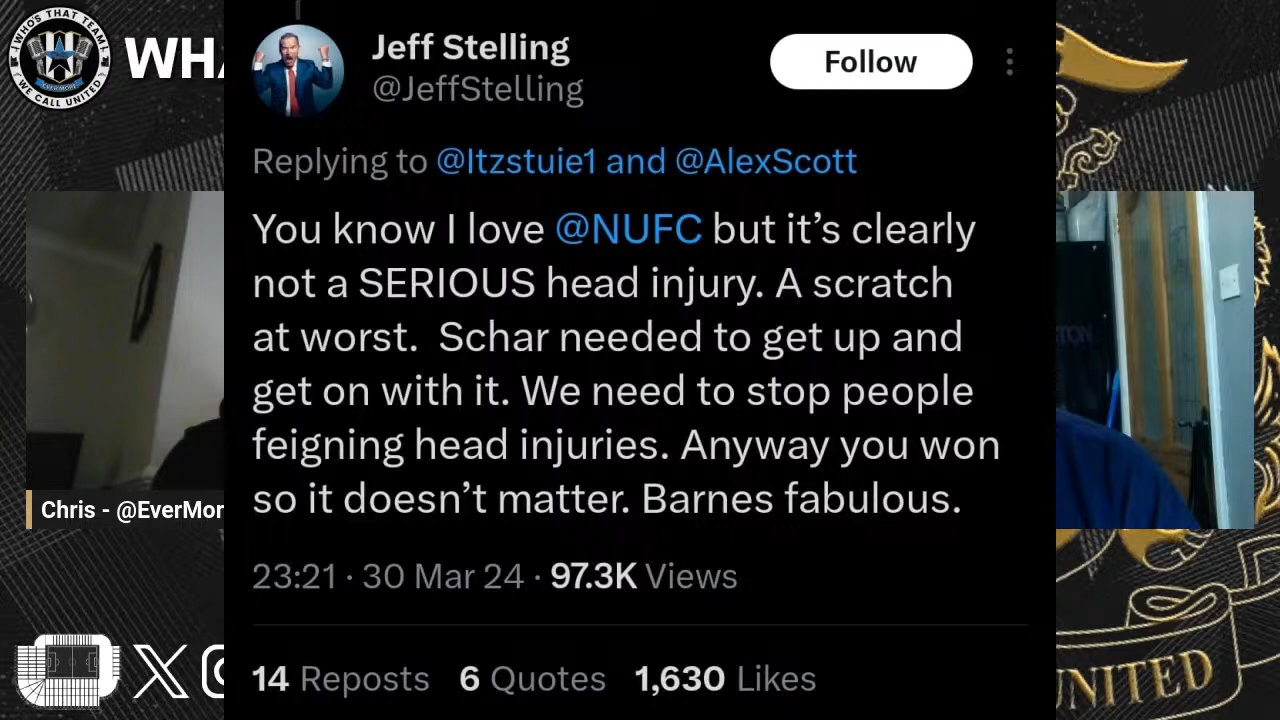 WHO'S THAT TEAM
WE CALL UNITED
EVERMORE
WHA
Jeff Stelling
@JeffStelling
Follow
Replying to @Itzstuie1 and @AlexScott
You know I love @NUFC but it’s clearly
not a SERIOUS head injury. A scratch
at worst.  Schar needed to get up and
get on with it. We need to stop people
feigning head injuries. Anyway you won
so it doesn’t matter. Barnes fabulous.
23:21 · 30 Mar 24 · 97.3K Views
14 Reposts 6 Quotes 1,630 Likes
Chris - @EverMor
UNITED